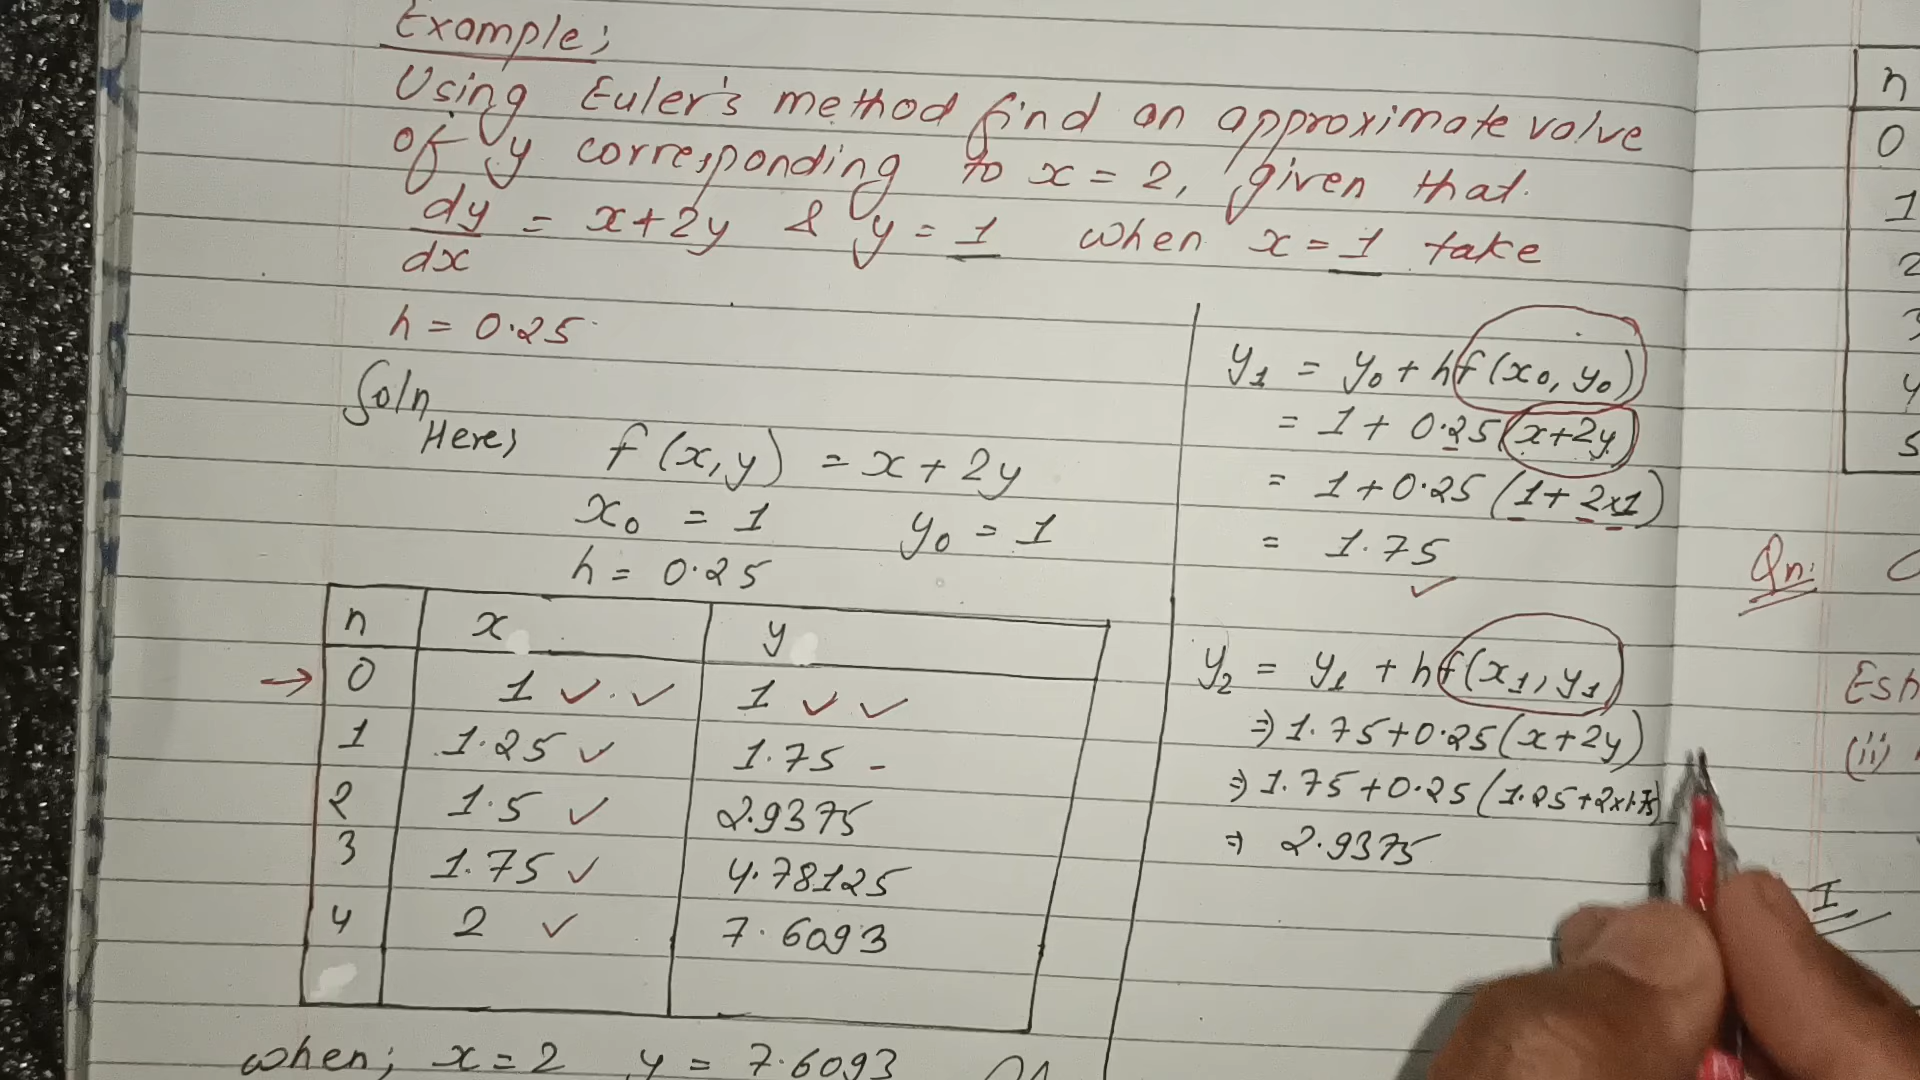 Example;
Using Euler's method find an approximate valve
of y corresponding to x = 2, given that.
dy/dx = x+2y & y = 1 when x = 1 take
h = 0.25
Soln
Here; f(x,y) = x + 2y
x₀ = 1 y₀ = 1
h = 0.25
n x y
0 1 ✓ ✓ 1 ✓ ✓
1 1.25 ✓ 1.75 -
2 1.5 ✓ 2.9375
3 1.75 ✓ 4.78125
4 2 ✓ 7.6093
when; x = 2 y = 7.6093
y₁ = y₀ + hf(x₀, y₀)
= 1 + 0.25(x+2y)
= 1 + 0.25(1+2x1)
= 1.75
✓
y₂ = y₁ + hf(x₁, y₁)
⇒ 1.75+0.25(x+2y)
⇒ 1.75+0.25(1.25+2x1.75)
⇒ 2.9375
n
0
1
2
3
4
5
Qn:
(ii)
I